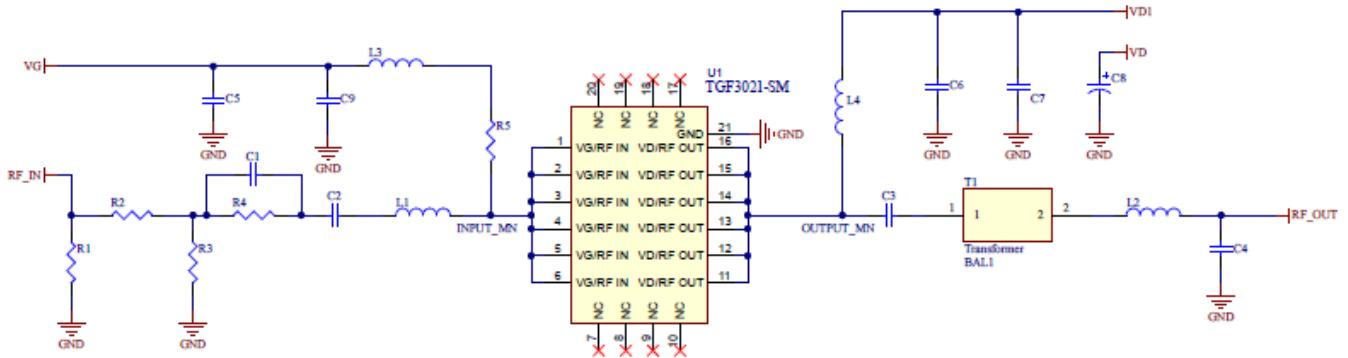 VD1
L3
U1
TGF3021-SM
VD
VG
C5
C9
L4
C6
C7
C8
20
19
18
17
NC
NC
NC
NC
R5
GND
21
GND
GND
GND
1
VG/RF IN
VD/RF OUT
16
GND
GND
GND
C1
2
VG/RF IN
VD/RF OUT
15
RF_IN
R2
R4
C2
L1
3
VG/RF IN
VD/RF OUT
14
C3
T1
1
1
2
2
L2
RF_OUT
INPUT_MN
4
VG/RF IN
VD/RF OUT
13
OUTPUT_MN
R1
R3
5
VG/RF IN
VD/RF OUT
12
Transformer
BAL1
C4
6
VG/RF IN
VD/RF OUT
11
NC
NC
NC
NC
GND
GND
7
8
9
10
GND